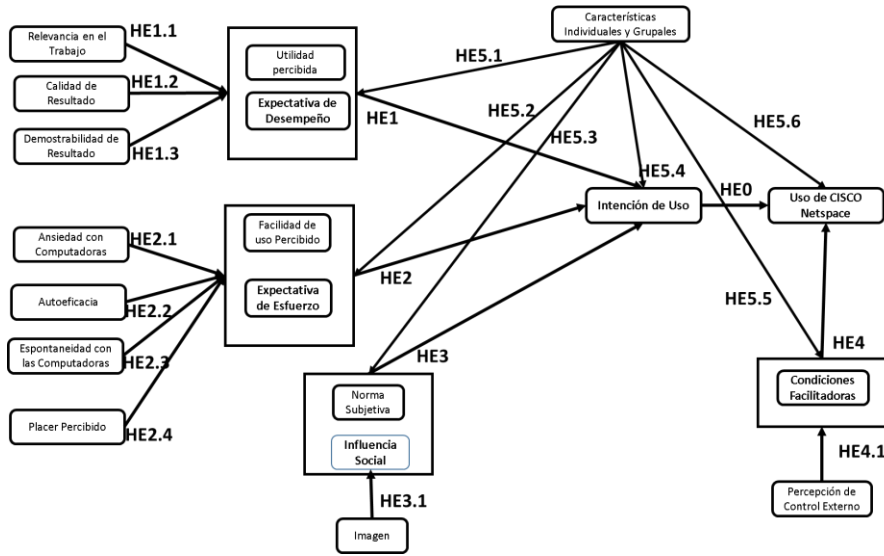 Características
Individuales y Grupales
Relevancia en el
Trabajo
HE1.1
Calidad de
Resultado
HE1.2
Demostrabilidad de
Resultado
HE1.3
Utilidad
percibida
Expectativa de
Desempeño
HE1
HE5.1
HE5.2
HE5.3
HE5.4
HE5.6
Intención de Uso
HE0
Uso de CISCO
Netspace
Ansiedad con
Computadoras
HE2.1
Autoeficacia
HE2.2
Espontaneidad con
las Computadoras
HE2.3
Placer Percibido
HE2.4
Facilidad de
uso Percibido
Expectativa
de Esfuerzo
HE2
HE5.5
HE3
HE4
Norma
Subjetiva
Influencia
Social
Condiciones
Facilitadoras
HE3.1
HE4.1
Imagen
Percepción de
Control Externo